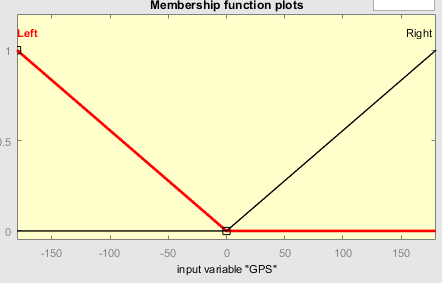 Membership function plots
Left
Right
1
0.5
0
-150 -100 -50 0 50 100 150
input variable "GPS"